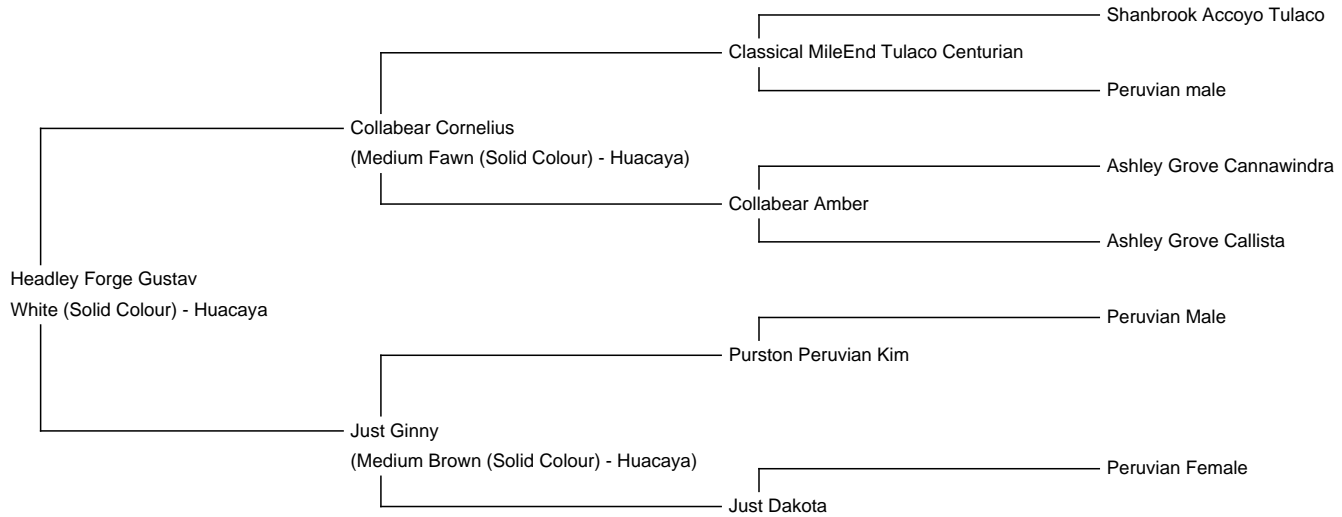 Shanbrook Accoyo Tulaco
Classical MileEnd Tulaco Centurian
Peruvian male
Collabear Cornelius
(Medium Fawn (Solid Colour) - Huacaya)
Ashley Grove Cannawindra
Collabear Amber
Ashley Grove Callista
Headley Forge Gustav
White (Solid Colour) - Huacaya
Peruvian Male
Purston Peruvian Kim
Just Ginny
(Medium Brown (Solid Colour) - Huacaya)
Peruvian Female
Just Dakota